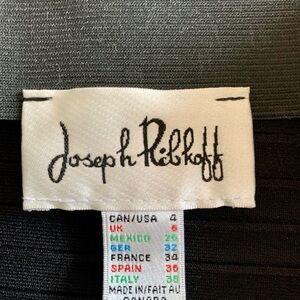 Joseph Ribkoff
CAN/USA 4
UK 6
MEXICO 26
GER 32
FRANCE 34
SPAIN 36
ITALY 38
MADE IN/FAIT AU
CANADA